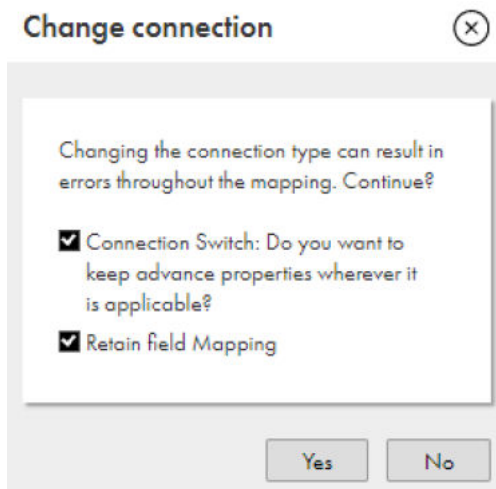 Change connection
Changing the connection type can result in
errors throughout the mapping. Continue?
Connection Switch: Do you want to
keep advance properties wherever it
is applicable?
Retain field Mapping
Yes No